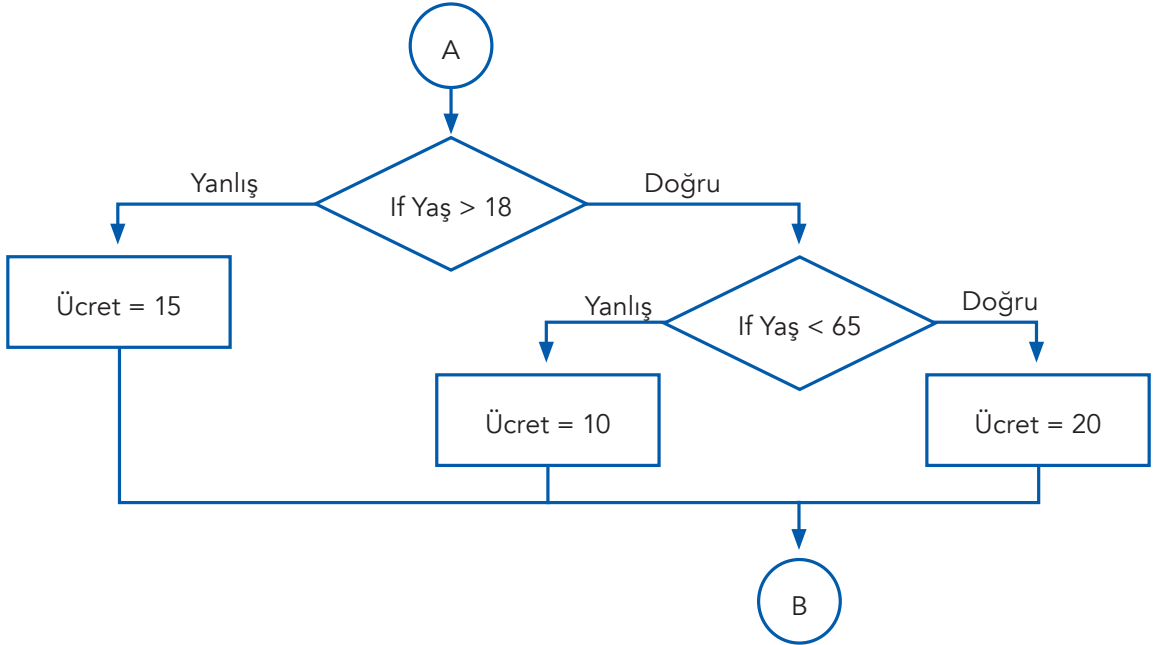 A
Yanlış
Doğru
If Yaş > 18
Ücret = 15
Yanlış
Doğru
If Yaş < 65
Ücret = 10
Ücret = 20
B